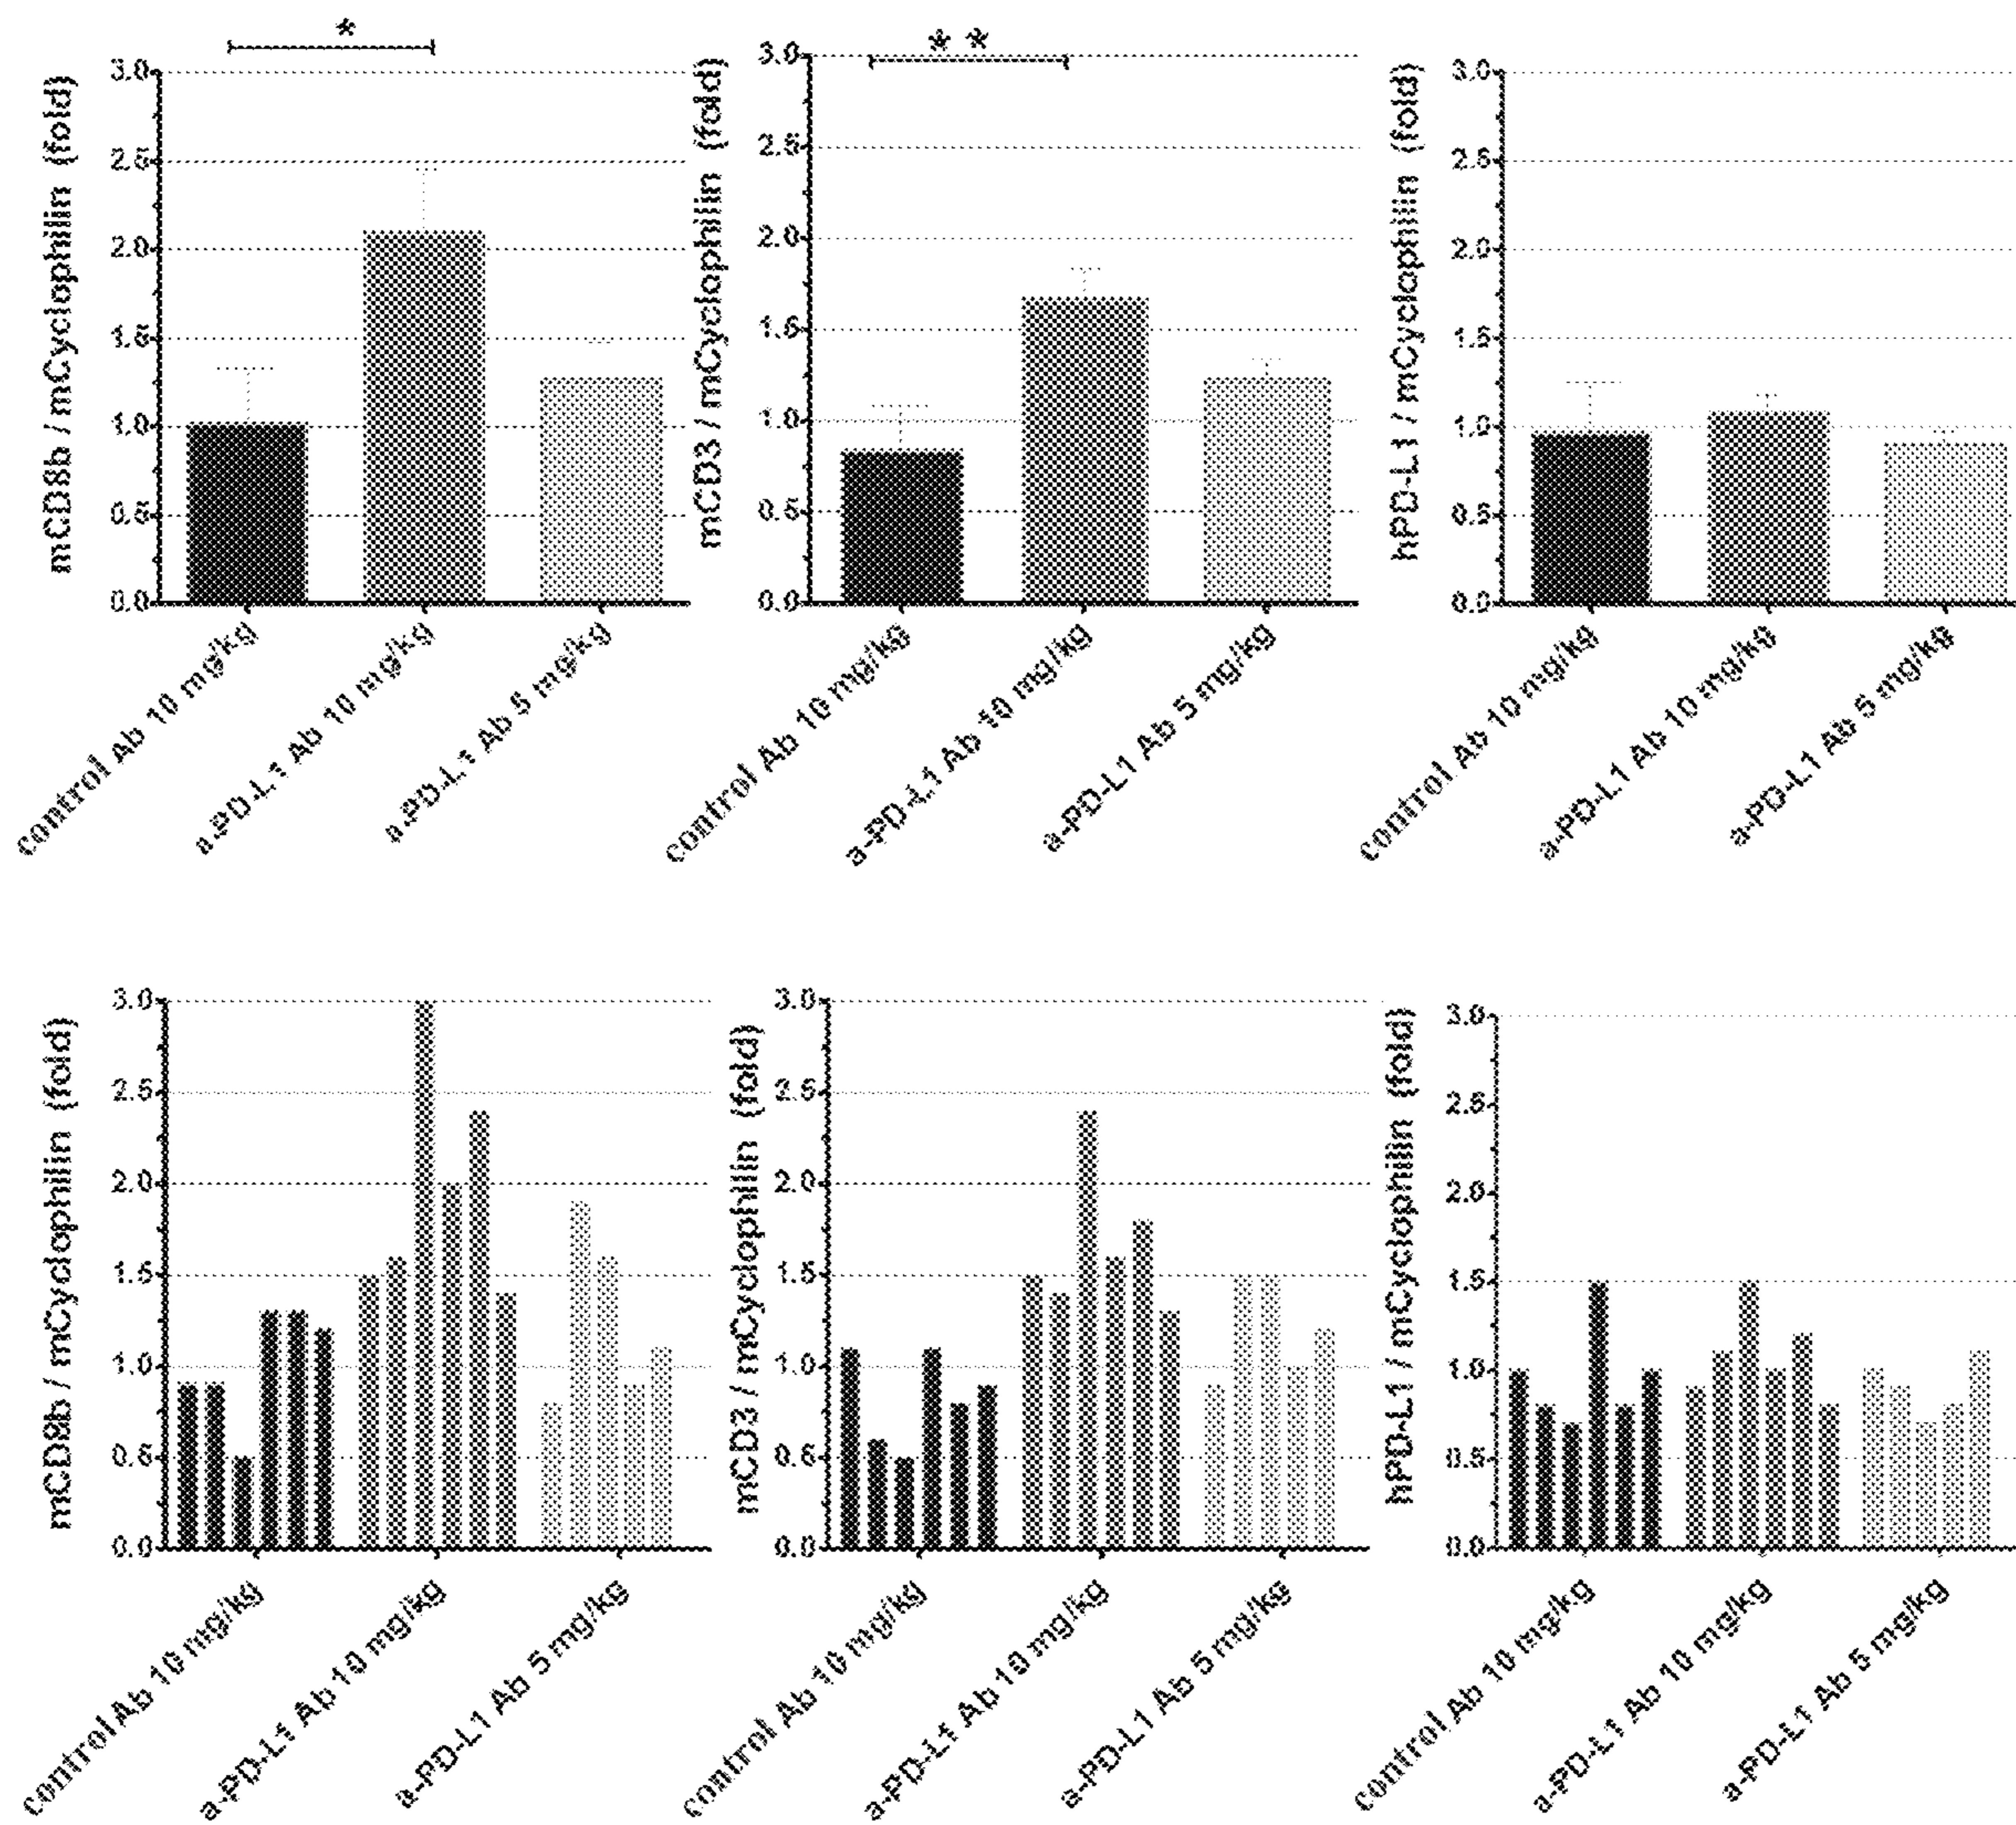 *
* *
mCD8b / mCyclophilin (fold)
3.0
2.5
2.0
1.5
1.0
0.5
0.0
control Ab 10 mg/kg
a.PD-L1 Ab 10 mg/kg
a.PD-L1 Ab 5 mg/kg
mCD3 / mCyclophilin (fold)
3.0
2.5
2.0
1.5
1.0
0.5
0.0
control Ab 10 mg/kg
a-PD-L1 Ab 10 mg/kg
a-PD-L1 Ab 5 mg/kg
hPD-L1 / mCyclophilin (fold)
3.0
2.5
2.0
1.5
1.0
0.5
0.0
control Ab 10 mg/kg
a-PD-L1 Ab 10 mg/kg
a-PD-L1 Ab 5 mg/kg
mCD8b / mCyclophilin (fold)
3.0
2.5
2.0
1.5
1.0
0.5
0.0
control Ab 10 mg/kg
a-PD-L1 Ab 10 mg/kg
a-PD-L1 Ab 5 mg/kg
mCD3 / mCyclophilin (fold)
3.0
2.5
2.0
1.5
1.0
0.5
0.0
control Ab 10 mg/kg
a-PD-L1 Ab 10 mg/kg
a-PD-L1 Ab 5 mg/kg
hPD-L1 / mCyclophilin (fold)
3.0
2.5
2.0
1.5
1.0
0.5
0.0
control Ab 10 mg/kg
a-PD-L1 Ab 10 mg/kg
a-PD-L1 Ab 5 mg/kg